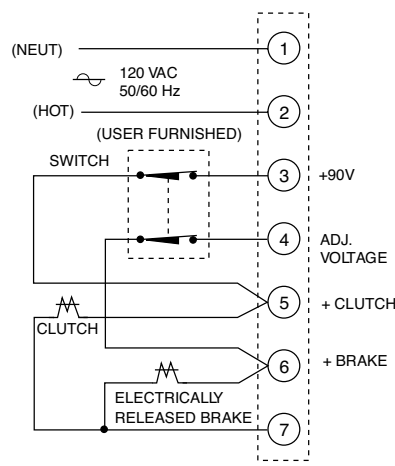 (NEUT)
1
120 VAC
50/60 Hz
(HOT)
2
(USER FURNISHED)
SWITCH
3
+90V
4
ADJ.
VOLTAGE
5
+ CLUTCH
CLUTCH
6
+ BRAKE
ELECTRICALLY
RELEASED BRAKE
7